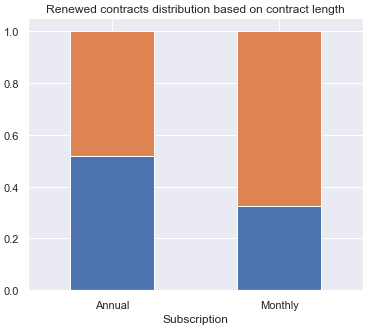 Renewed contracts distribution based on contract length
1.0
0.8
0.6
0.4
0.2
0.0
Annual Monthly
Subscription